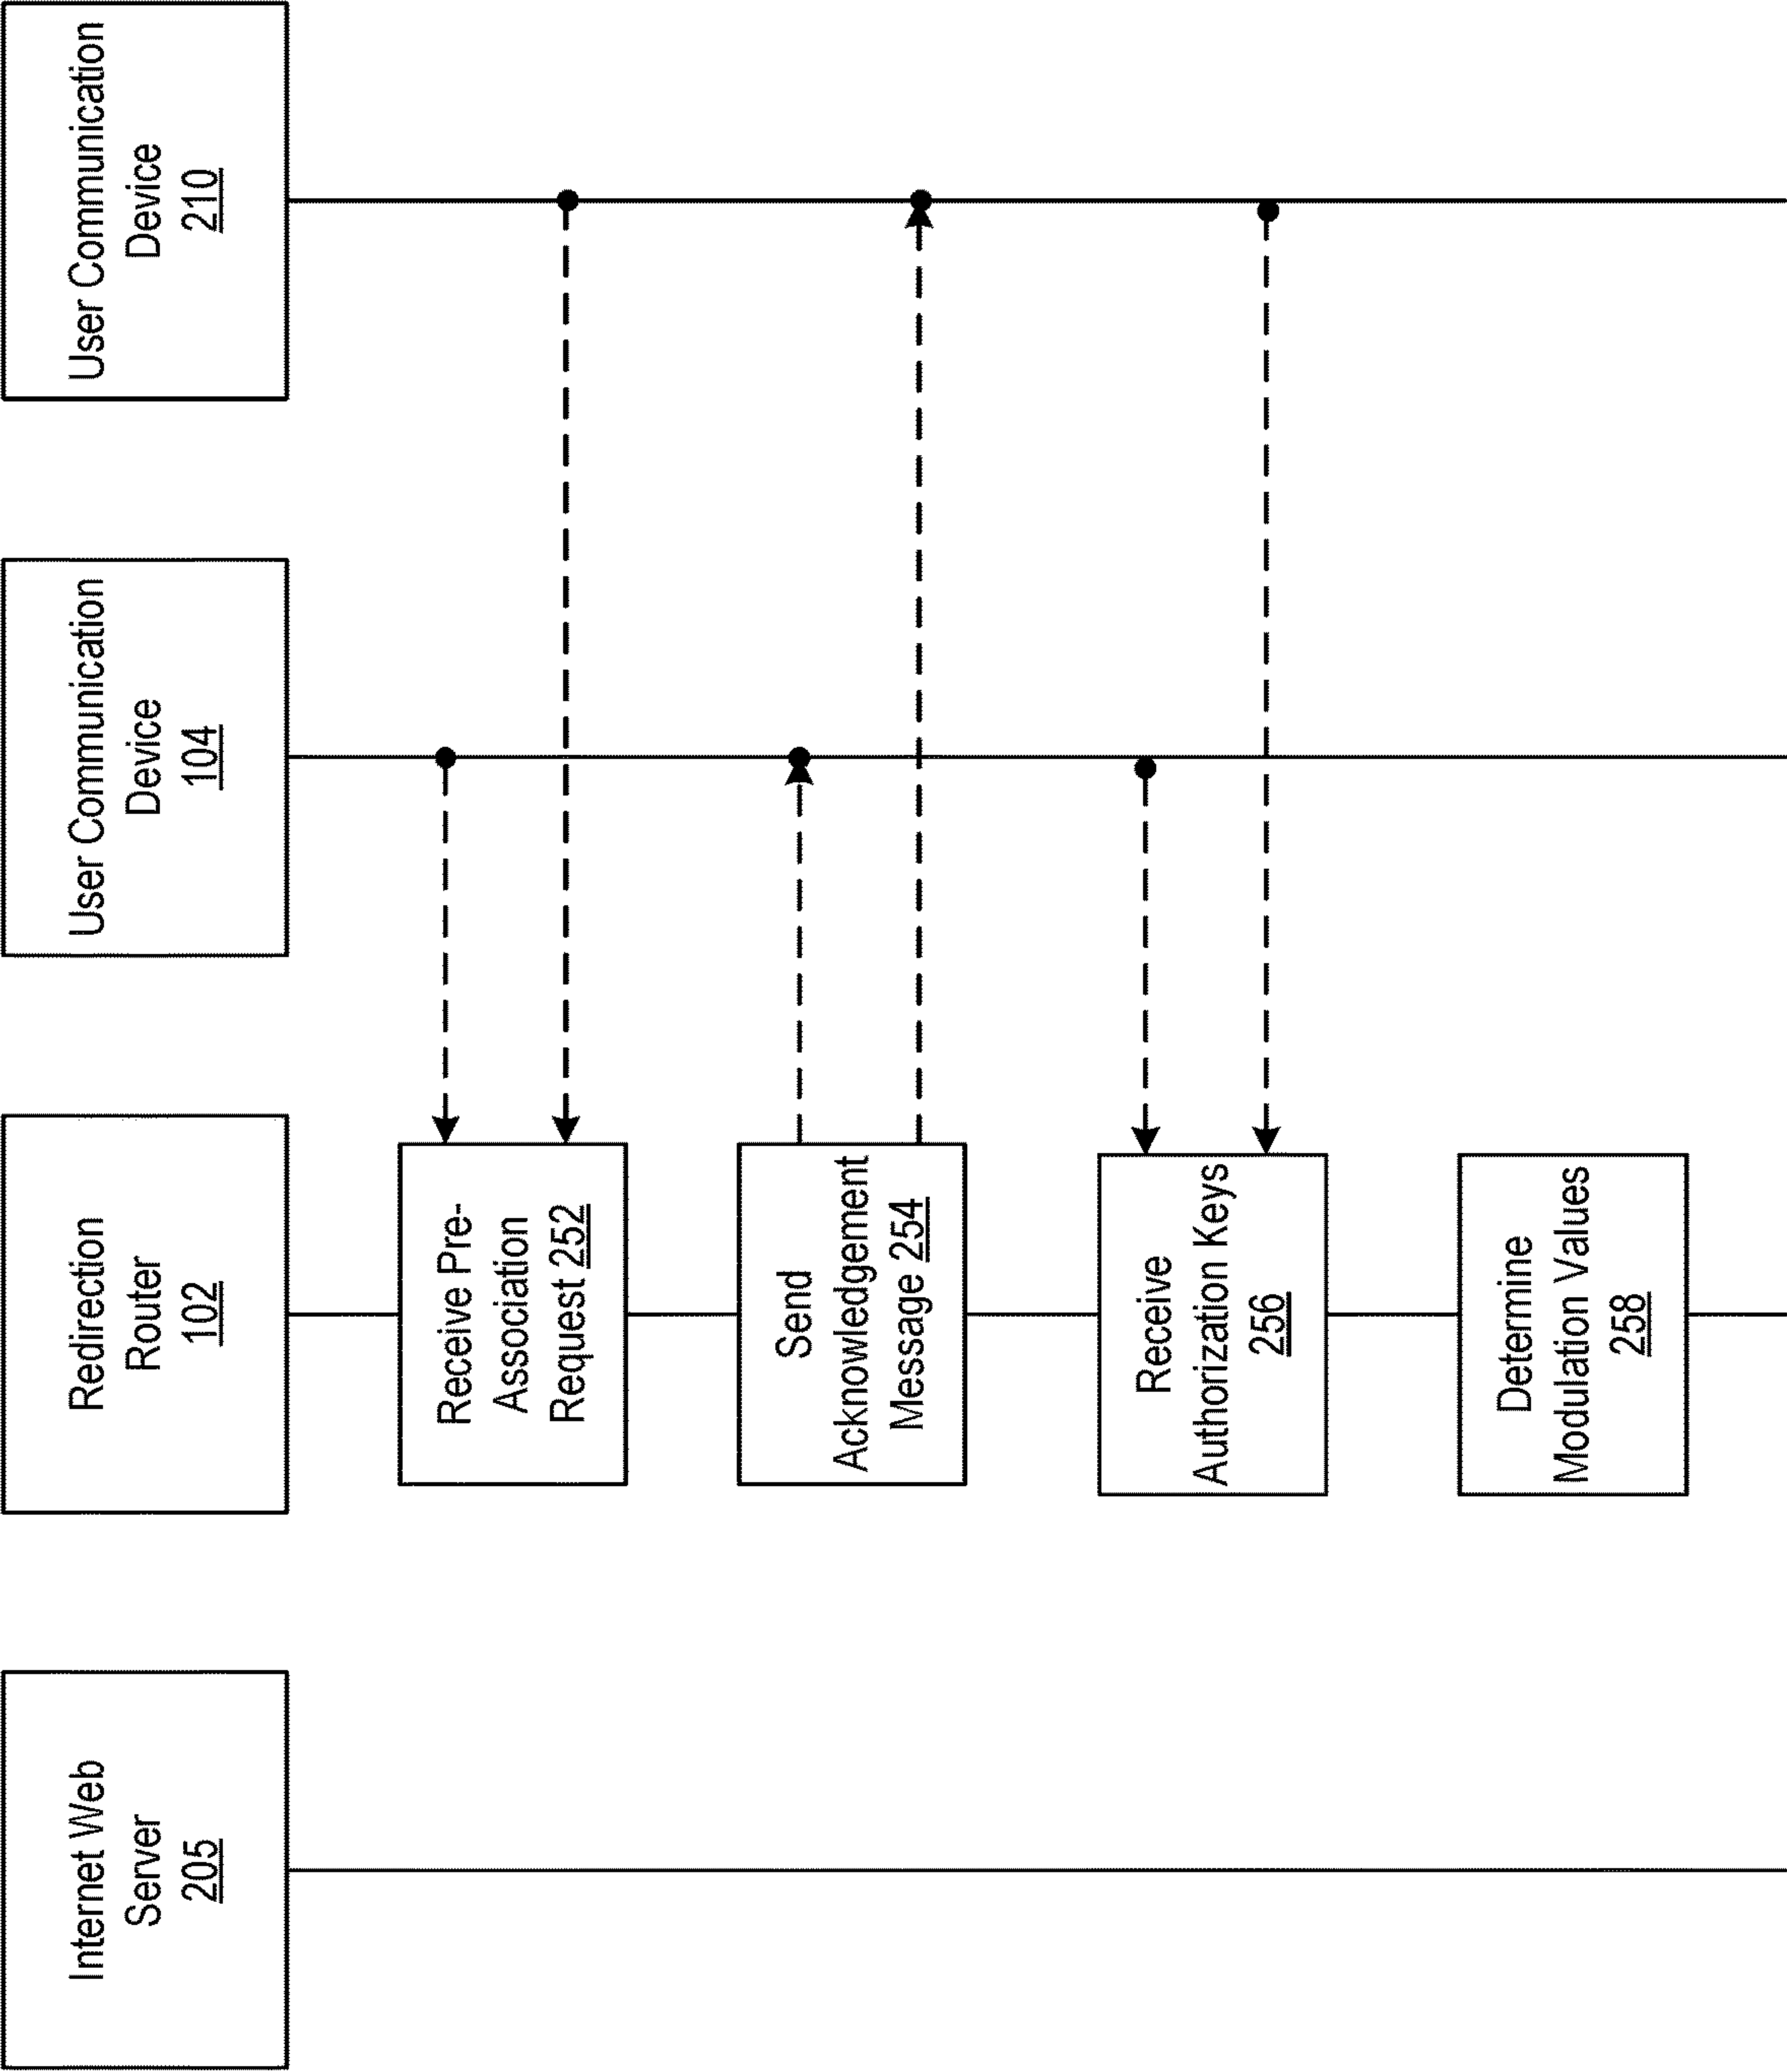 Internet Web
Server
205
Redirection
Router
102
User Communication
Device
104
User Communication
Device
210
Receive Pre-
Association
Request 252
Send
Acknowledgement
Message 254
Receive
Authorization Keys
256
Determine
Modulation Values
258